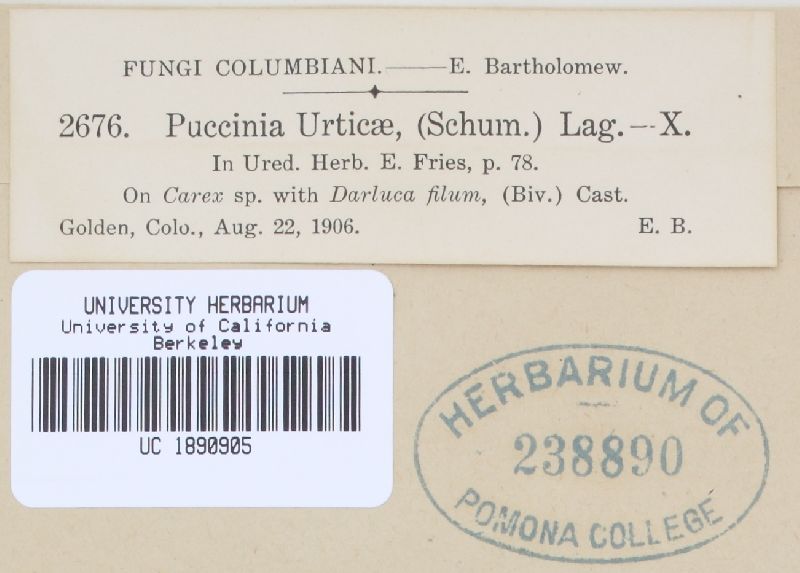 FUNGI COLUMBIANI.——E. Bartholomew.
2676. Puccinia Urticæ, (Schum.) Lag.—X.
In Ured. Herb. E. Fries, p. 78.
On Carex sp. with Darluca filum, (Biv.) Cast.
Golden, Colo., Aug. 22, 1906. E. B.
UNIVERSITY HERBARIUM
University of California
Berkeley
UC 1890905
HERBARIUM OF
238890
POMONA COLLEGE